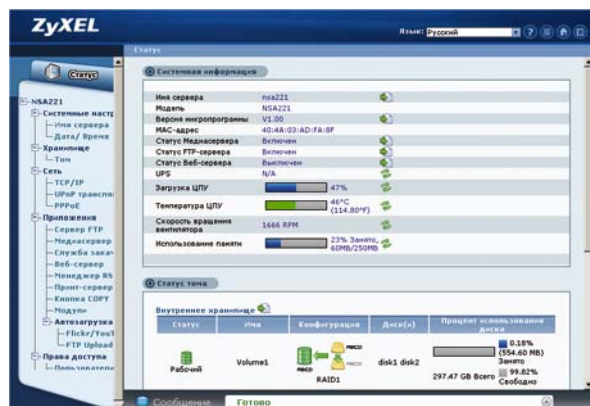 ZyXEL
Язык: Русский
Статус
Статус
NSA221
Системные настр
Имя сервера
Дата/ Время
Хранилище
Том
Сеть
TCP/IP
UPnP трансля
PPPoE
Приложения
Сервер FTP
Медиасервер
Служба закач
Веб-сервер
Менеджер RS
Принт-сервер
Кнопка COPY
Модули
Автозагрузка
Flickr/YouT
FTP Upload
Права доступа
Пользователи
Системная информация
Имя сервера nsa221
Модель NSA221
Версия микропрограммы V1.00
MAC-адрес 40:4A:03:AD:FA:8F
Статус Медиасервера Включен
Статус FTP-сервера Включен
Статус Веб-сервера Выключен
UPS N/A
Загрузка ЦПУ 47%
Температура ЦПУ 46°C
(114.80°F)
Скорость вращения
вентилятора 1666 RPM
Использование памяти 23% Занято,
60MB/250MB
Статус тома
Внутреннее хранилище
Статус Имя Конфигурация Диск(и) Процент использования
диска
Рабочий Volume1 RAID1 disk1 disk2
0.18%
(554.60 MB)
Занято
297.47 GB Всего 99.82%
Свободно
Сообщение Готово